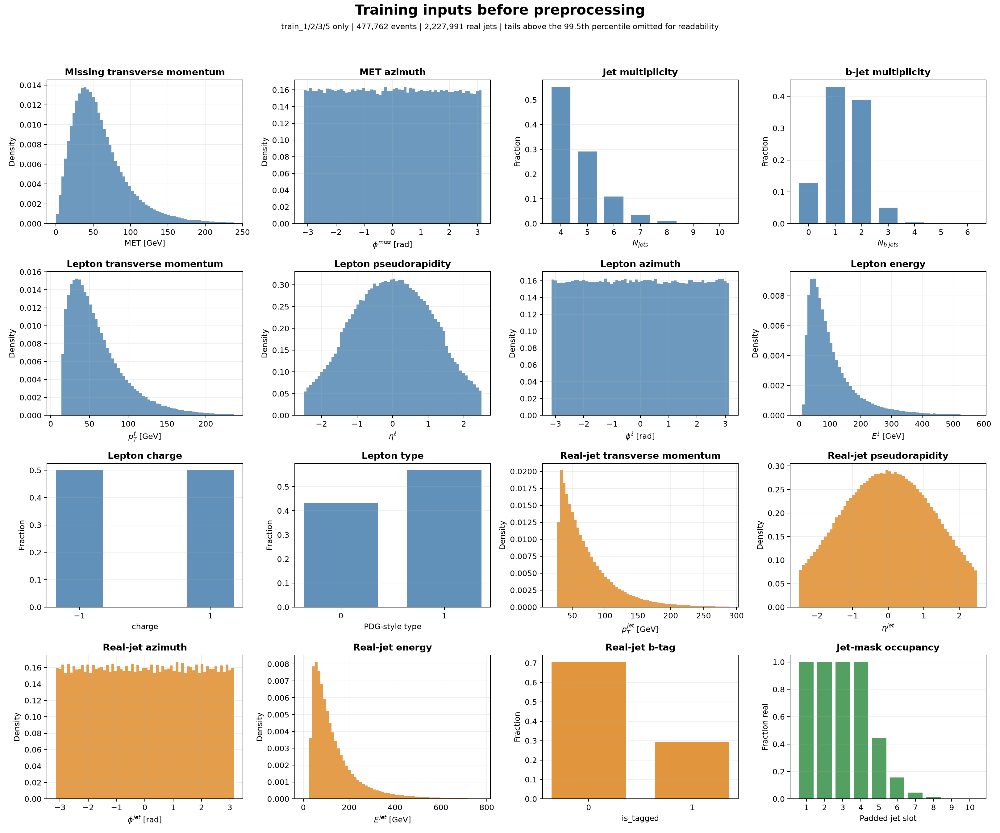 Training inputs before preprocessing
train_1/2/3/5 only | 477,762 events | 2,227,991 real jets | tails above the 99.5th percentile omitted for readability
Missing transverse momentum
Density
0.014
0.012
0.010
0.008
0.006
0.004
0.002
0.000
0 50 100 150 200 250
MET [GeV]
MET azimuth
Density
0.16
0.14
0.12
0.10
0.08
0.06
0.04
0.02
0.00
−3 −2 −1 0 1 2 3
ϕ^miss [rad]
Jet multiplicity
Fraction
0.5
0.4
0.3
0.2
0.1
0.0
4 5 6 7 8 9 10
N_jets
b-jet multiplicity
Fraction
0.4
0.3
0.2
0.1
0.0
0 1 2 3 4 5 6
N_b jets
Lepton transverse momentum
Density
0.016
0.014
0.012
0.010
0.008
0.006
0.004
0.002
0.000
0 50 100 150 200
p_T^ℓ [GeV]
Lepton pseudorapidity
Density
0.30
0.25
0.20
0.15
0.10
0.05
0.00
−2 −1 0 1 2
η^ℓ
Lepton azimuth
Density
0.16
0.14
0.12
0.10
0.08
0.06
0.04
0.02
0.00
−3 −2 −1 0 1 2 3
ϕ^ℓ [rad]
Lepton energy
Density
0.008
0.006
0.004
0.002
0.000
0 100 200 300 400 500 600
E^ℓ [GeV]
Lepton charge
Fraction
0.5
0.4
0.3
0.2
0.1
0.0
−1 1
charge
Lepton type
Fraction
0.5
0.4
0.3
0.2
0.1
0.0
0 1
PDG-style type
Real-jet transverse momentum
Density
0.0200
0.0175
0.0150
0.0125
0.0100
0.0075
0.0050
0.0025
0.0000
50 100 150 200 250 300
p_T^jet [GeV]
Real-jet pseudorapidity
Density
0.30
0.25
0.20
0.15
0.10
0.05
0.00
−2 −1 0 1 2
η^jet
Real-jet azimuth
Density
0.16
0.14
0.12
0.10
0.08
0.06
0.04
0.02
0.00
−3 −2 −1 0 1 2 3
ϕ^jet [rad]
Real-jet energy
Density
0.008
0.007
0.006
0.005
0.004
0.003
0.002
0.001
0.000
0 200 400 600 800
E^jet [GeV]
Real-jet b-tag
Fraction
0.7
0.6
0.5
0.4
0.3
0.2
0.1
0.0
0 1
is_tagged
Jet-mask occupancy
Fraction real
1.0
0.8
0.6
0.4
0.2
0.0
1 2 3 4 5 6 7 8 9 10
Padded jet slot